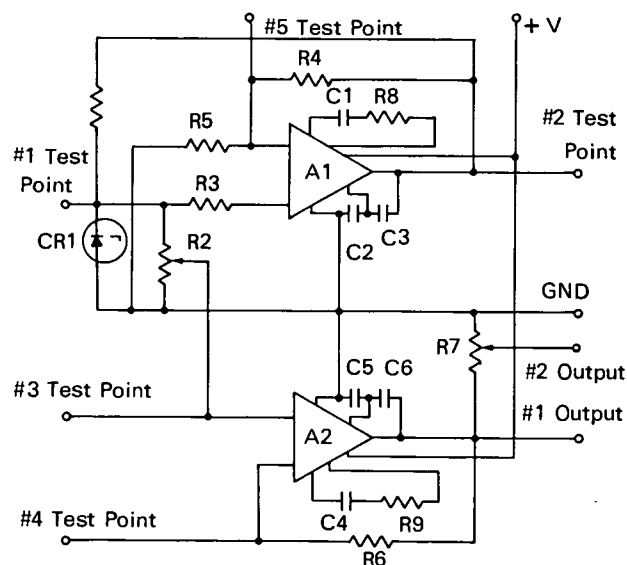 #5 Test Point
+ V
R4
C1
R8
#2 Test
Point
R5
#1 Test
Point
A1
R3
CR1
R2
C2
C3
GND
R7
#2 Output
C5
C6
#3 Test Point
#1 Output
A2
C4
R9
#4 Test Point
R6